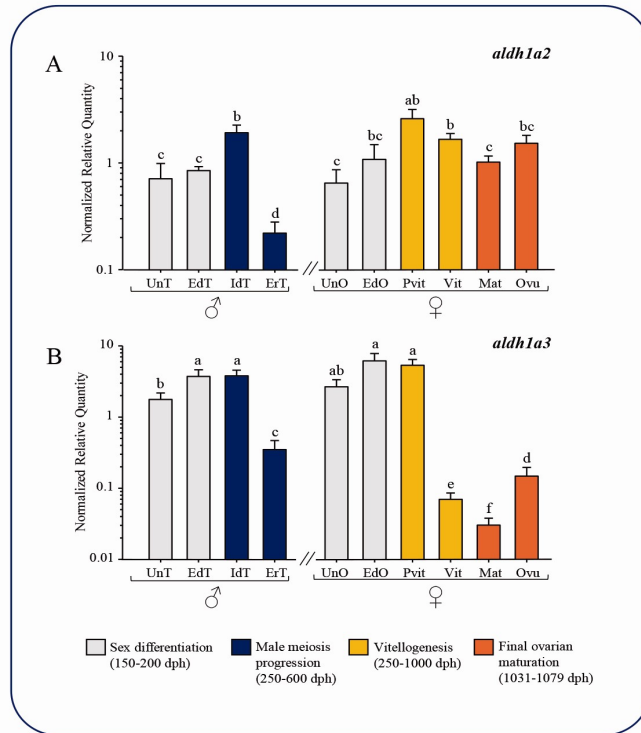 A
aldh1a2
Normalized Relative Quantity
10
1
0.1
c
c
b
d
c
bc
ab
b
c
bc
UnT EdT IdT ErT // UnO EdO Pvit Vit Mat Ovu
♂ ♀
B
aldh1a3
Normalized Relative Quantity
10
1
0.1
0.01
b
a
a
c
ab
a
a
e
f
d
UnT EdT IdT ErT // UnO EdO Pvit Vit Mat Ovu
♂ ♀
Sex differentiation
(150-200 dph)
Male meiosis
progression
(250-600 dph)
Vitellogenesis
(250-1000 dph)
Final ovarian
maturation
(1031-1079 dph)